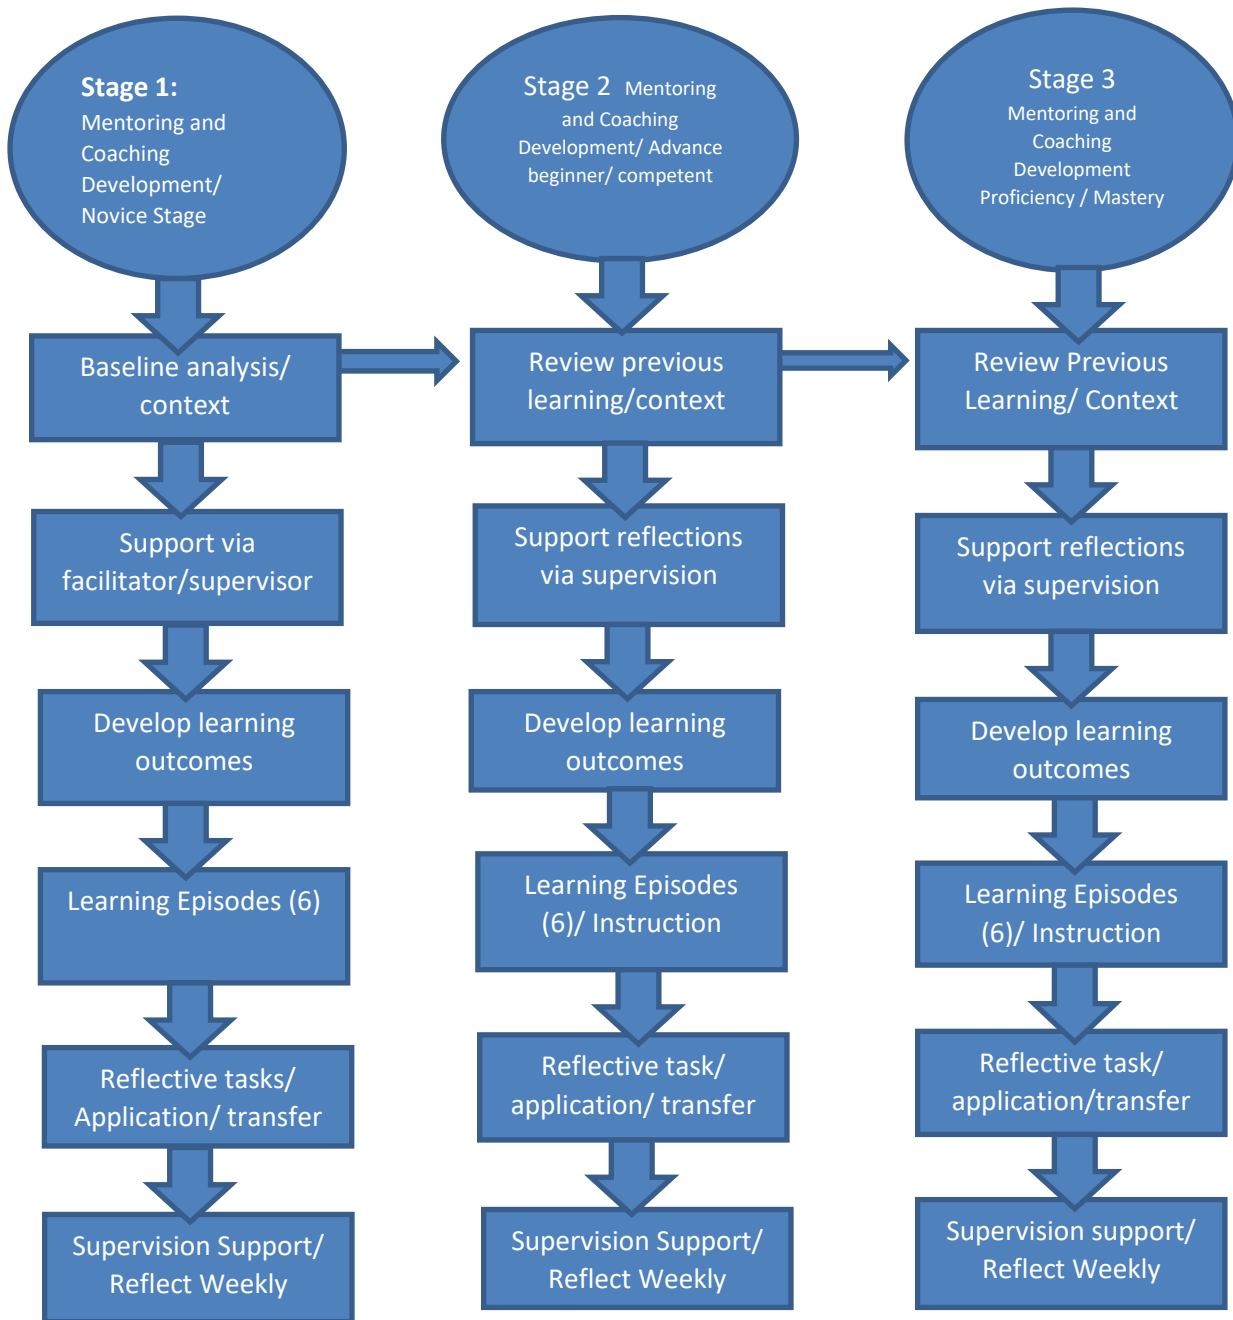 Stage 1:
Mentoring and
Coaching
Development/
Novice Stage
Baseline analysis/
context
Support via
facilitator/supervisor
Develop learning
outcomes
Learning Episodes (6)
Reflective tasks/
Application/ transfer
Supervision Support/
Reflect Weekly
Stage 2 Mentoring
and Coaching
Development/ Advance
beginner/ competent
Review previous
learning/context
Support reflections
via supervision
Develop learning
outcomes
Learning Episodes
(6)/ Instruction
Reflective task/
application/ transfer
Supervision Support/
Reflect Weekly
Stage 3
Mentoring and
Coaching
Development
Proficiency / Mastery
Review Previous
Learning/ Context
Support reflections
via supervision
Develop learning
outcomes
Learning Episodes
(6)/ Instruction
Reflective task/
application/transfer
Supervision support/
Reflect Weekly